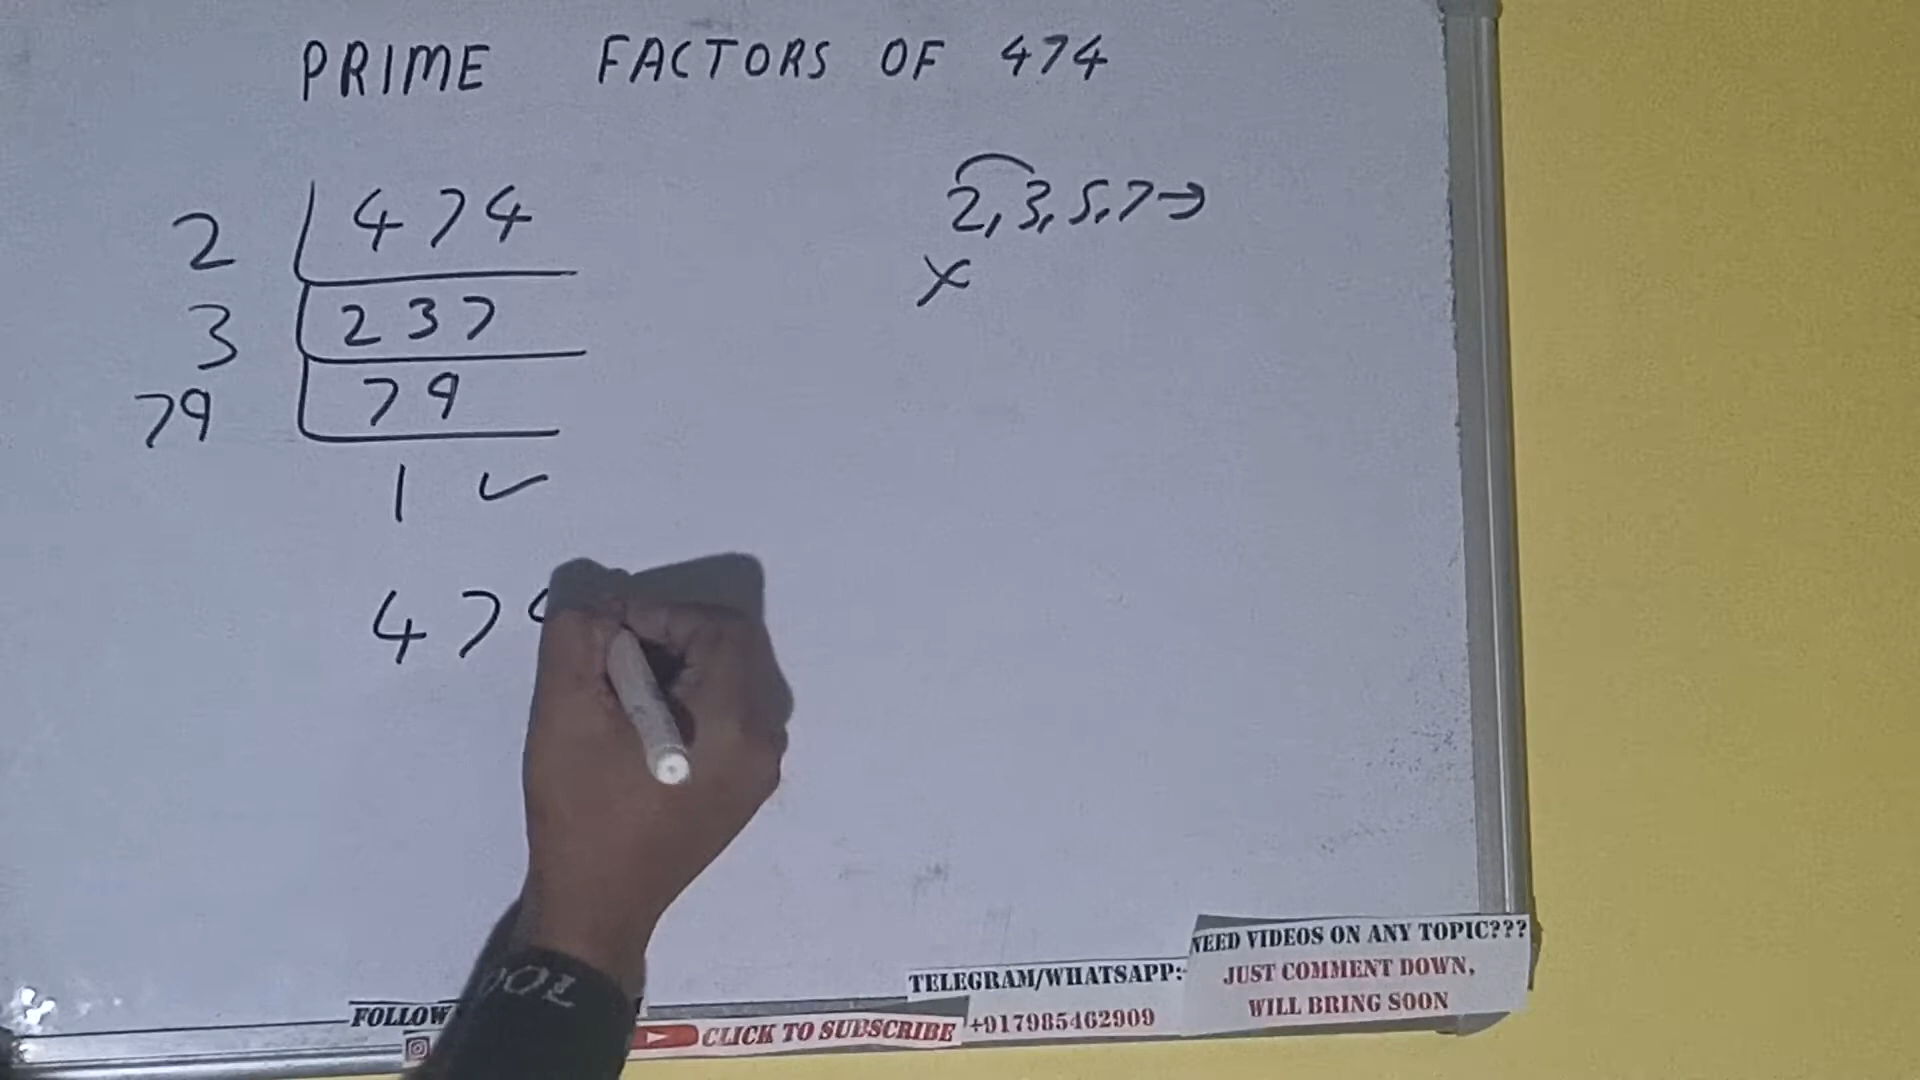 PRIME FACTORS OF 474
2 474
3 237
79 79
1 ✓
2, 3, 5, 7 →
X
474
NEED VIDEOS ON ANY TOPIC???
JUST COMMENT DOWN,
WILL BRING SOON
TELEGRAM/WHATSAPP:-
+917985462909
FOLLOW
CLICK TO SUBSCRIBE